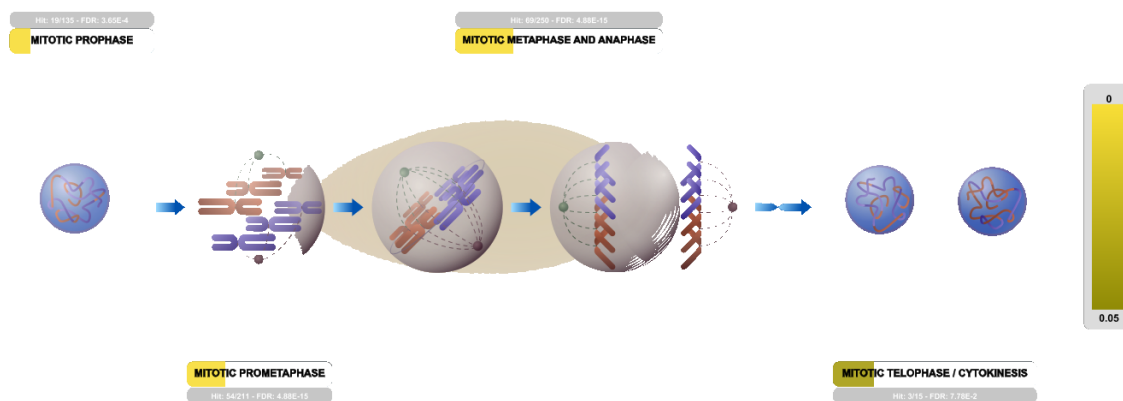 Hit: 19/135 - FDR: 3.65E-4
MITOTIC PROPHASE
Hit: 69/250 - FDR: 4.88E-15
MITOTIC METAPHASE AND ANAPHASE
0
0.05
MITOTIC PROMETAPHASE
Hit: 54/211 - FDR: 4.88E-15
MITOTIC TELOPHASE / CYTOKINESIS
Hit: 3/15 - FDR: 7.78E-2